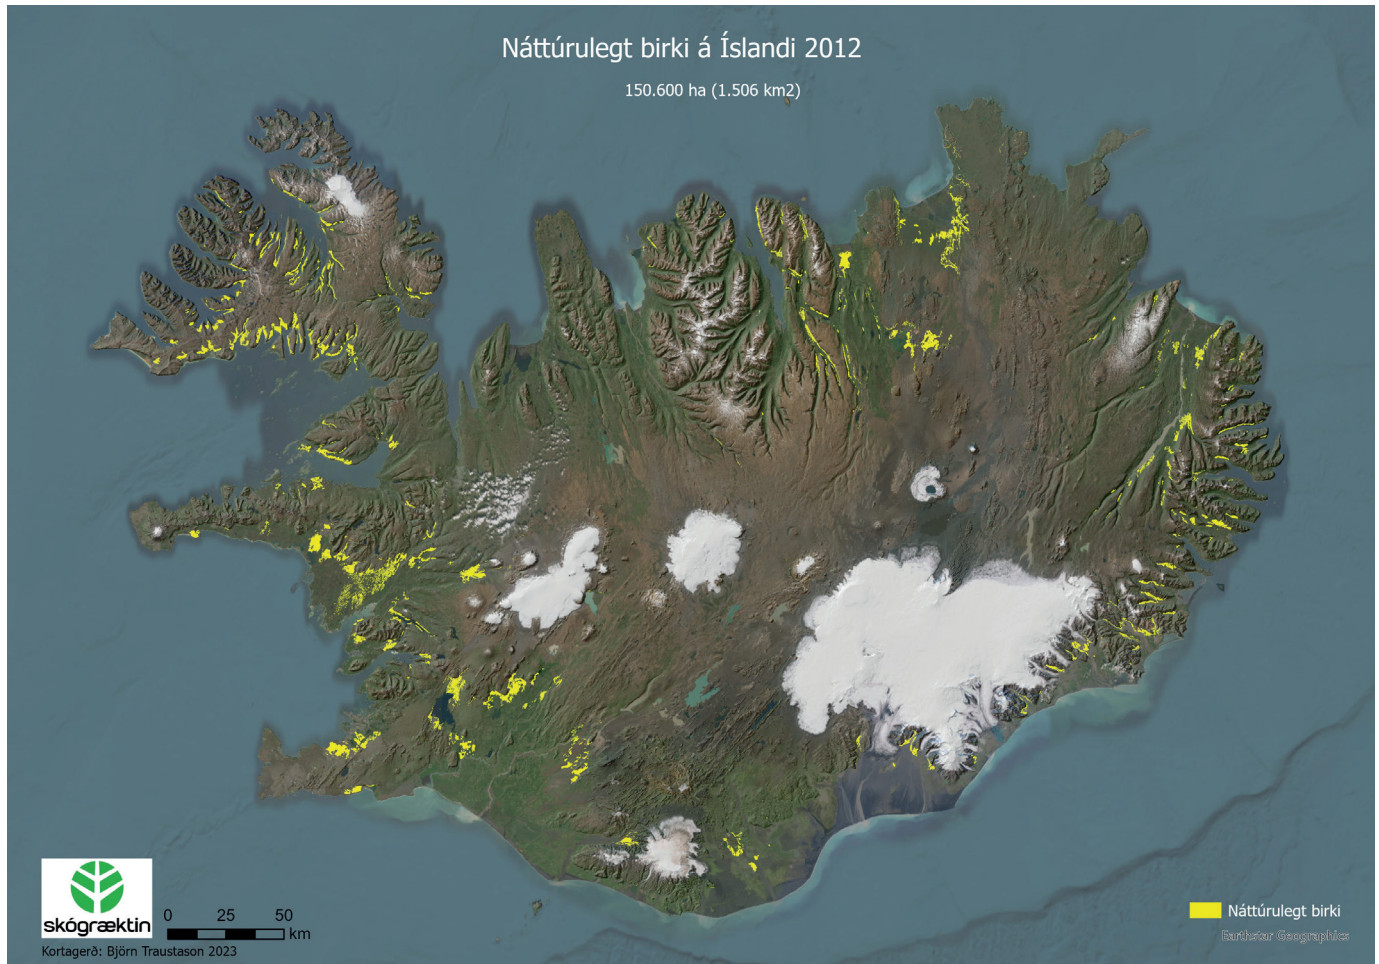 Náttúrulegt birki á Íslandi 2012
150.600 ha (1.506 km2)
skógræktin
0 25 50
km
Kortagerð: Björn Traustason 2023
Náttúrulegt birki
Earthstar Geographics